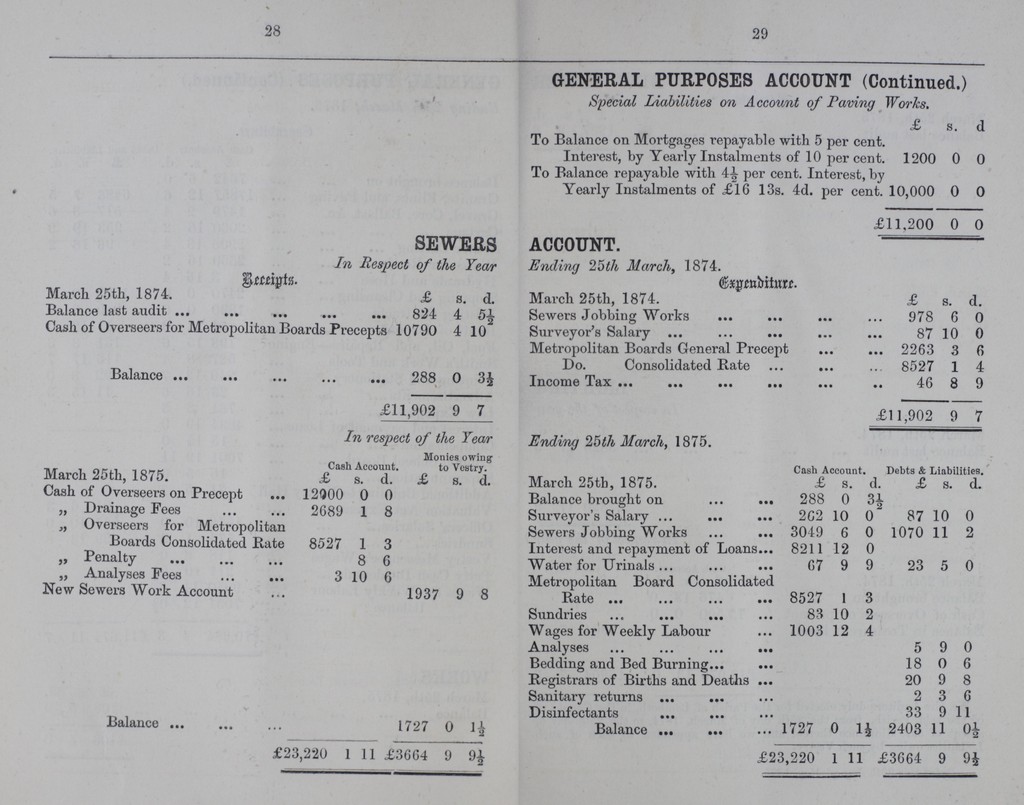 28
SEWERS
In Respect of the Year
Receipts.
March 25th, 1874. £ s. d.
Balance last audit ... ... ... ... ... 824 4 5½
Cash of Overseers for Metropolitan Boards Precepts 10790 4 10
Balance ... ... ... ... ... 288 0 3½
£11,902 9 7
In respect of the Year
Cash Account. Monies owing to Vestry.
March 25th, 1875. £ s. d. £ s. d.
Cash of Overseers on Precept ... 12000 0 0
„ Drainage Fees ... ... 2689 1 8
„ Overseers for Metropolitan
Boards Consolidated Rate 8527 1 3
„ Penalty ... ... ... 8 6
„ Analyses Fees ... ... 3 10 6
New Sewers Work Account ... 1937 9 8
Balance ... ... ... 1727 0 1½
£23,220 1 11 £3664 9 9½
29
GENERAL PURPOSES ACCOUNT (Continued.)
Special Liabilities on Account of Paving Works.
£ s. d
To Balance on Mortgages repayable with 5 per cent.
Interest, by Yearly Instalments of 10 per cent. 1200 0 0
To Balance repayable with 4½ per cent. Interest, by
Yearly Instalments of £16 13s. 4d. per cent. 10,000 0 0
£11,200 0 0
ACCOUNT.
Ending 25th March, 1874.
Expenditure.
March 25th, 1874. £ s. d.
Sewers Jobbing Works ... ... ... ... 978 6 0
Surveyor's Salary ... ... ... ... ... 87 10 0
Metropolitan Boards General Precept ... ... 2263 3 6
Do. Consolidated Rate ... ... ... 8527 1 4
Income Tax ... ... ... ... ... .. 46 8 9
£11,902 9 7
Ending 25th March, 1875.
Cash Account. Debts & Liabilities.
March 25th, 1875. £ s. d. £ s. d.
Balance brought on ... ... 288 0 3½
Surveyor's Salary ... ... ... 262 10 0 87 10 0
Sewers Jobbing Works ... ... 3049 6 0 1070 11 2
Interest and repayment of Loans... 8211 12 0
Water for Urinals ... ... ... 67 9 9 23 5 0
Metropolitan Board Consolidated
Rate ... ... ... ... 8527 1 3
Sundries ... ... ... ... 83 10 2
Wages for Weekly Labour ... 1003 12 4
Analyses ... ... ... ... 5 9 0
Bedding and Bed Burning... ... 18 0 6
Registrars of Births and Deaths ... 20 9 8
Sanitary returns ... ... ... 2 3 6
Disinfectants ... ... ... 33 9 11
Balance ... ... ... 1727 0 1½ 2403 11 0½
£23,220 1 11 £3664 9 9½